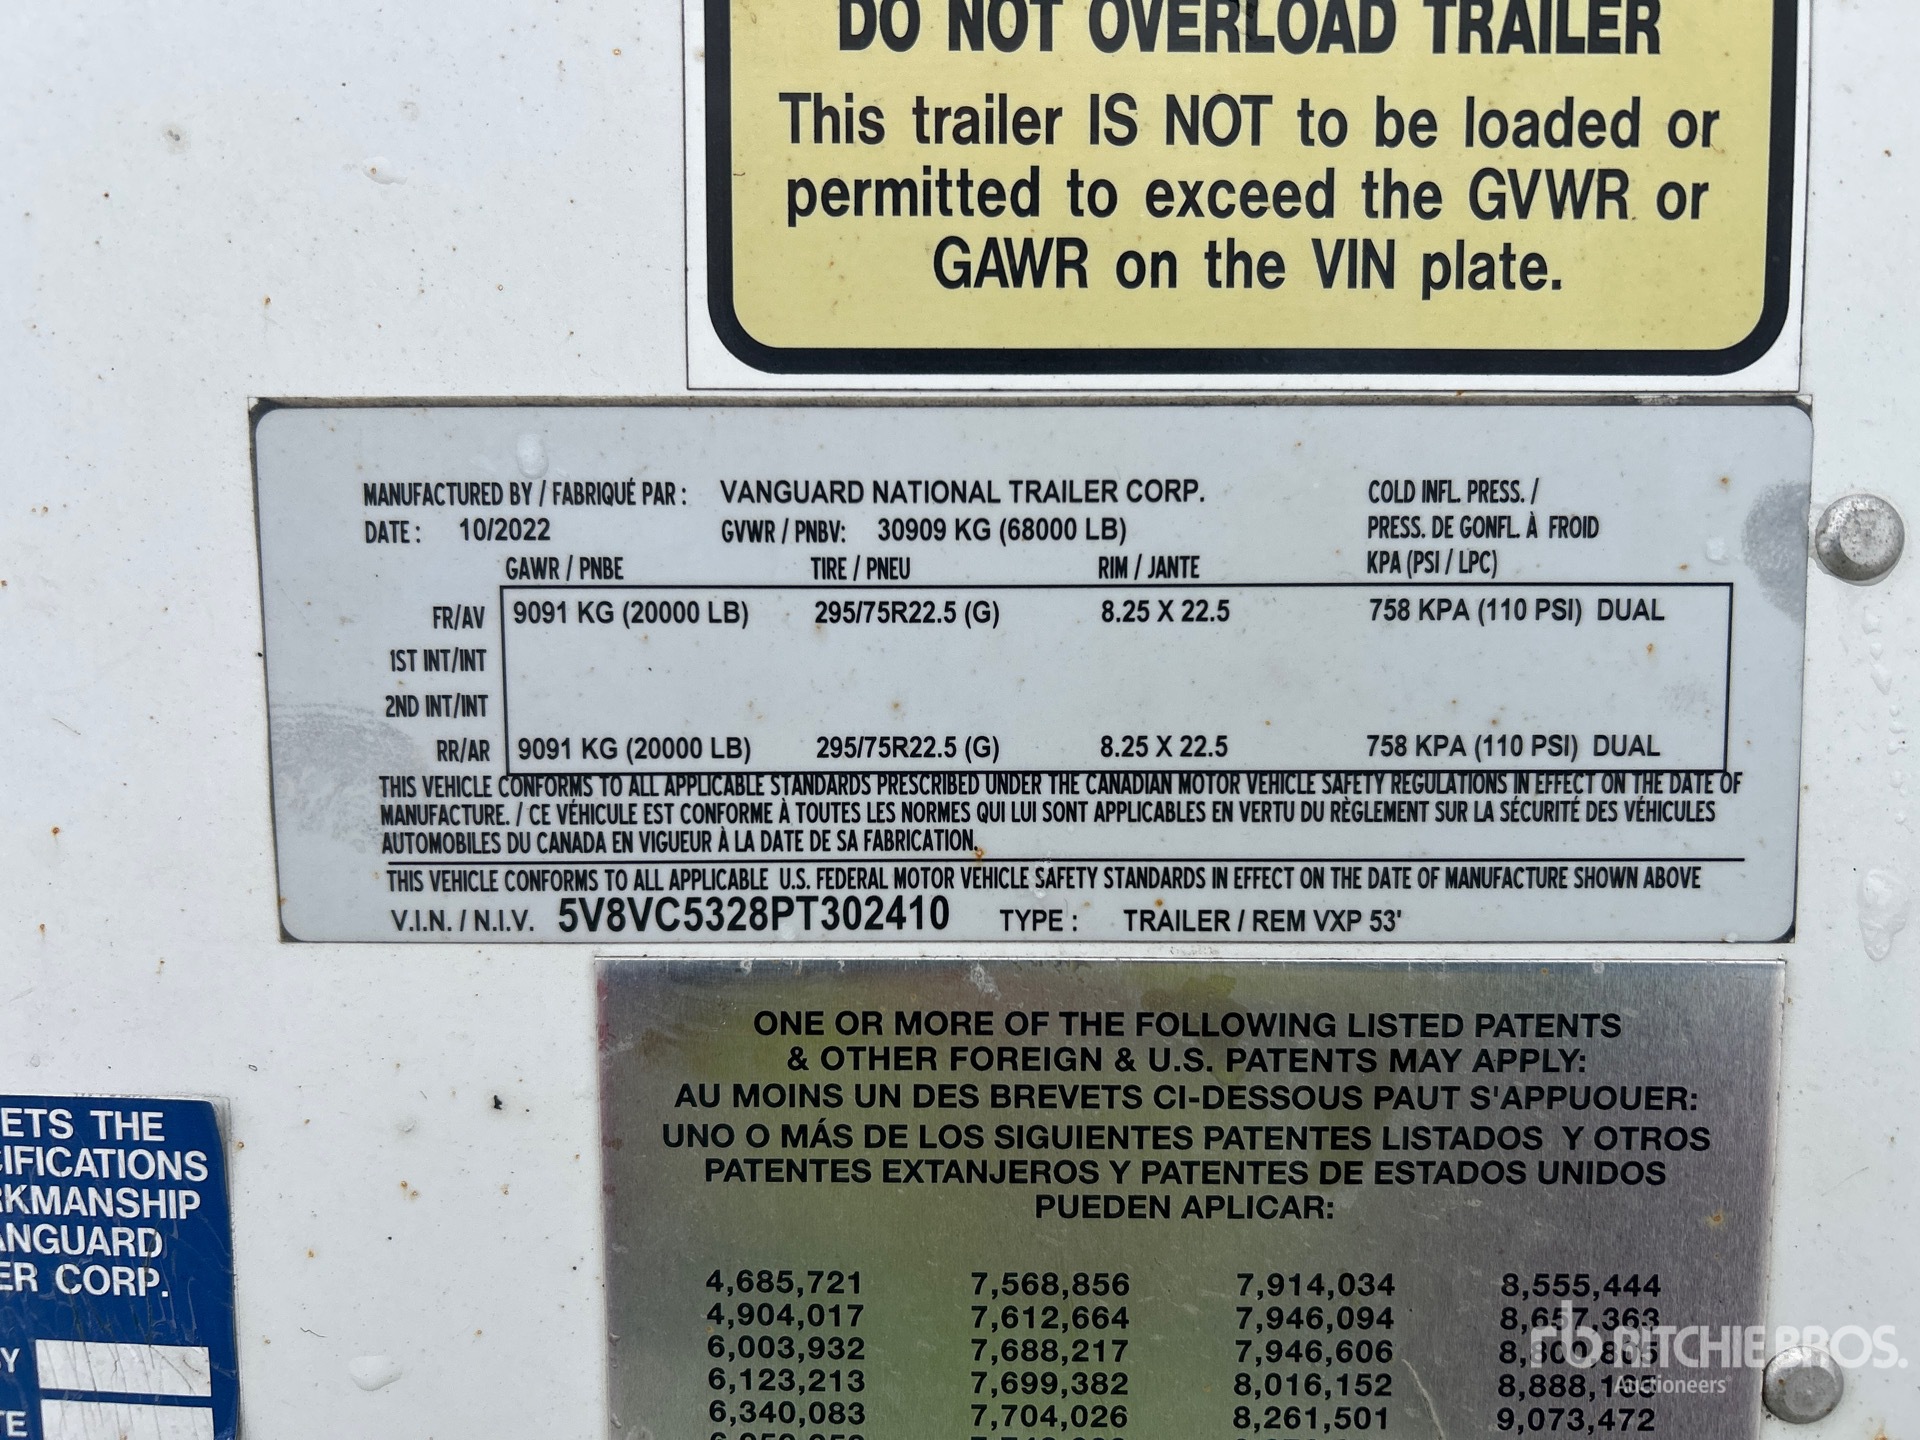 DO NOT OVERLOAD TRAILER
This trailer IS NOT to be loaded or
permitted to exceed the GVWR or
GAWR on the VIN plate.
MANUFACTURED BY / FABRIQUÉ PAR : VANGUARD NATIONAL TRAILER CORP. COLD INFL. PRESS. /
DATE : 10/2022 GVWR / PNBV: 30909 KG (68000 LB) PRESS. DE GONFL. À FROID
GAWR / PNBE TIRE / PNEU RIM / JANTE KPA (PSI / LPC)
FR/AV 9091 KG (20000 LB) 295/75R22.5 (G) 8.25 X 22.5 758 KPA (110 PSI) DUAL
1ST INT/INT
2ND INT/INT
RR/AR 9091 KG (20000 LB) 295/75R22.5 (G) 8.25 X 22.5 758 KPA (110 PSI) DUAL
THIS VEHICLE CONFORMS TO ALL APPLICABLE STANDARDS PRESCRIBED UNDER THE CANADIAN MOTOR VEHICLE SAFETY REGULATIONS IN EFFECT ON THE DATE OF
MANUFACTURE. / CE VÉHICULE EST CONFORME À TOUTES LES NORMES QUI LUI SONT APPLICABLES EN VERTU DU RÈGLEMENT SUR LA SÉCURITÉ DES VÉHICULES
AUTOMOBILES DU CANADA EN VIGUEUR À LA DATE DE SA FABRICATION.
THIS VEHICLE CONFORMS TO ALL APPLICABLE U.S. FEDERAL MOTOR VEHICLE SAFETY STANDARDS IN EFFECT ON THE DATE OF MANUFACTURE SHOWN ABOVE
V.I.N. / N.I.V. 5V8VC5328PT302410 TYPE : TRAILER / REM VXP 53'
ONE OR MORE OF THE FOLLOWING LISTED PATENTS
& OTHER FOREIGN & U.S. PATENTS MAY APPLY:
AU MOINS UN DES BREVETS CI-DESSOUS PAUT S'APPUOUER:
UNO O MÁS DE LOS SIGUIENTES PATENTES LISTADOS Y OTROS
PATENTES EXTANJEROS Y PATENTES DE ESTADOS UNIDOS
PUEDEN APLICAR:
4,685,721 7,568,856 7,914,034 8,555,444
4,904,017 7,612,664 7,946,094 8,657,363
6,003,932 7,688,217 7,946,606
6,123,213 7,699,382 8,016,152
6,340,083 7,704,026 8,261,501 9,073,472
ETS THE
IFICATIONS
RKMANSHIP
ANGUARD
ER CORP.
BY
TE
rb RITCHIE BROS.
Auctioneers